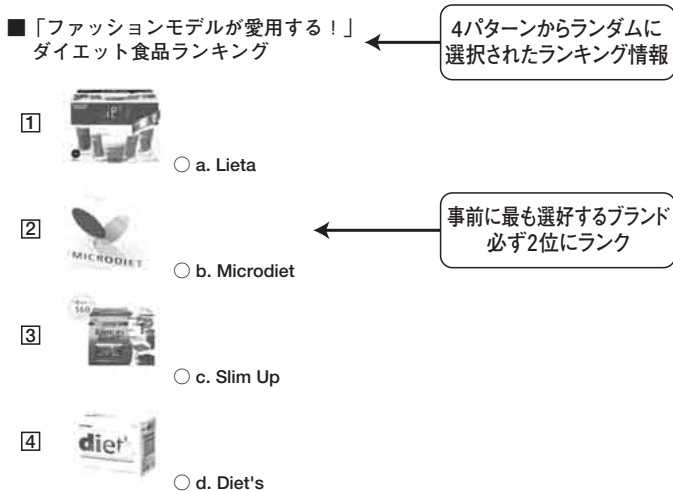 ■「ファッションモデルが愛用する！」
ダイエット食品ランキング
4パターンからランダムに
選択されたランキング情報
1
○ a. Lieta
2
MICRODIET
○ b. Microdiet
事前に最も選好するブランド
必ず2位にランク
3
160
○ c. Slim Up
4
diet's
○ d. Diet's